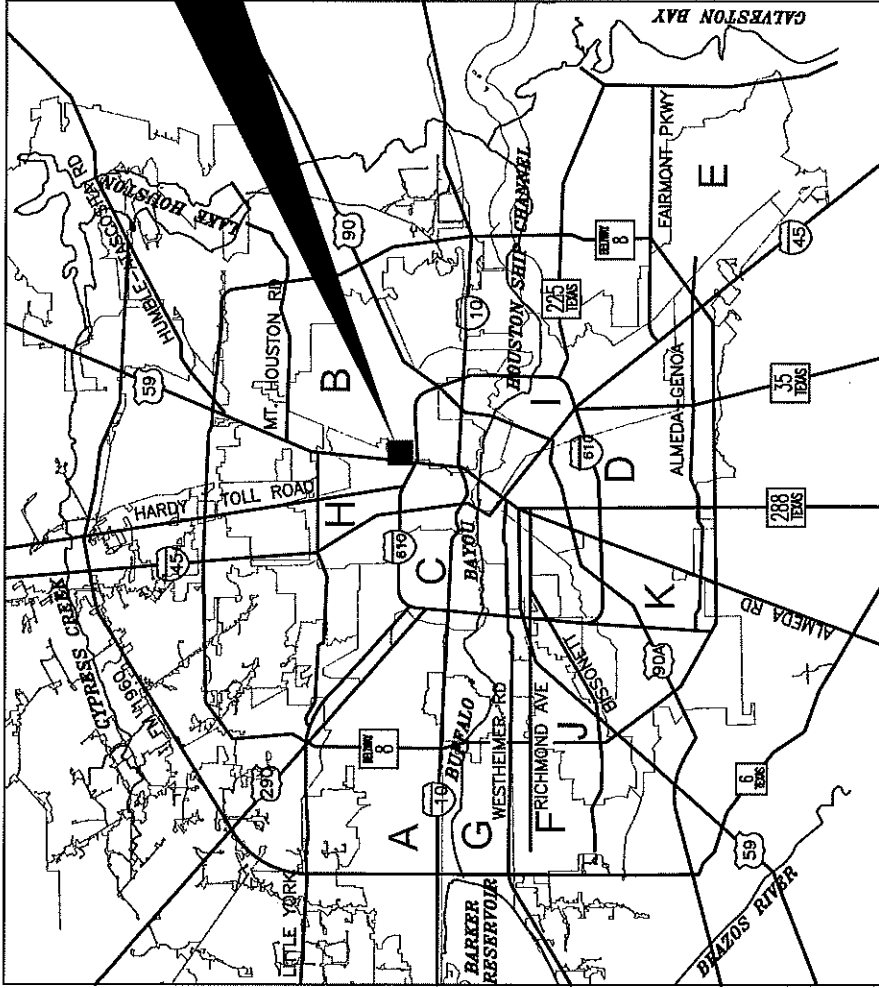 GALVESTON BAY
CYPRESS CREEK
FM 1960
HUMBLE-
RD
LAKE HOUSTON
59
90
290
45
HARDY TOLL ROAD
MT. HOUSTON RD
LITTLE YORK
B
H
A
C
610
BELTWAY
8
10
10
HOUSTON SHIP CHANNEL
BUFFALO
BAYOU
BARKER
RESERVOIR
G
WESTHEIMER RD
F
RICHMOND AVE
J
BISSONETT
I
225
TEXAS
BELTWAY
8
FAIRMONT PKWY
E
45
610
D
ALMEDA-GENOA
35
TEXAS
288
TEXAS
K
ALMEDA RD
90A
6
TEXAS
59
BRAZOS RIVER